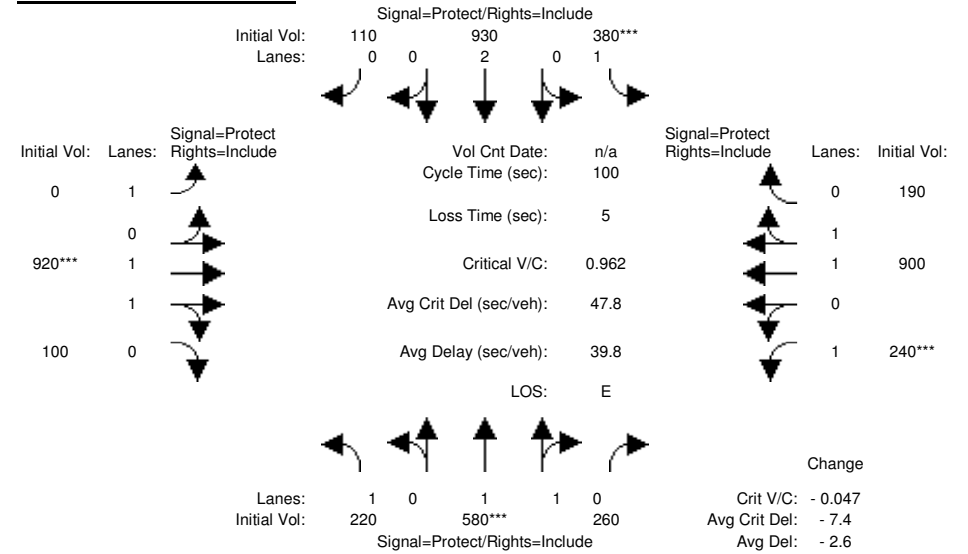 Signal=Protect/Rights=Include
Initial Vol: 110 930 380***
Lanes: 0 0 2 0 1
Signal=Protect Signal=Protect
Initial Vol: Lanes: Rights=Include Vol Cnt Date: n/a Rights=Include Lanes: Initial Vol:
Cycle Time (sec): 100
0 1 0 190
Loss Time (sec): 5
0 1
920*** 1 Critical V/C: 0.962 1 900
1 Avg Crit Del (sec/veh): 47.8 0
100 0 Avg Delay (sec/veh): 39.8 1 240***
LOS: E
Change
Lanes: 1 0 1 1 0 Crit V/C: - 0.047
Initial Vol: 220 580*** 260 Avg Crit Del: - 7.4
Signal=Protect/Rights=Include Avg Del: - 2.6